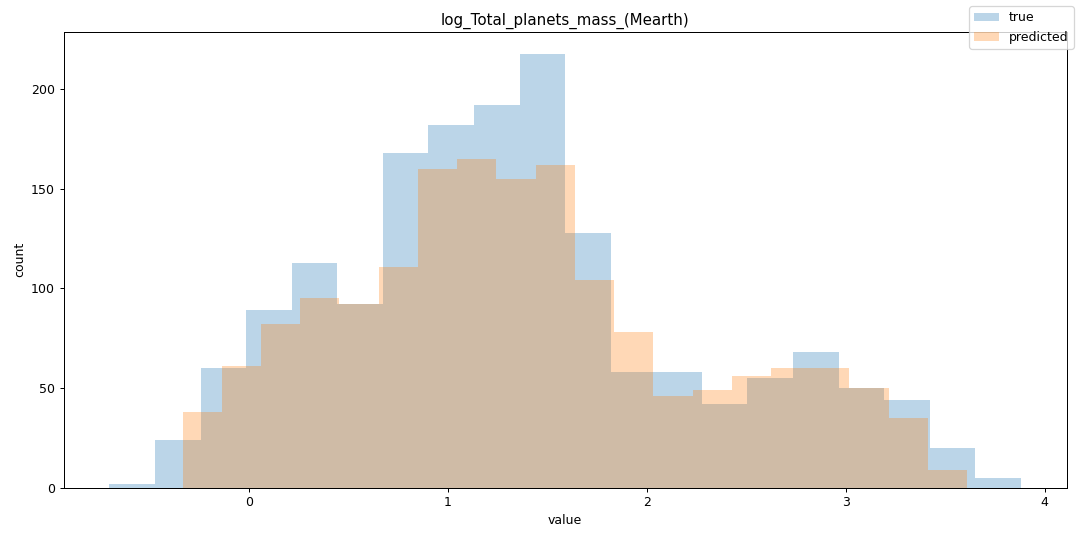 log_Total_planets_mass_(Mearth)
true
predicted
200
150
100
50
0
count
0 1 2 3 4
value